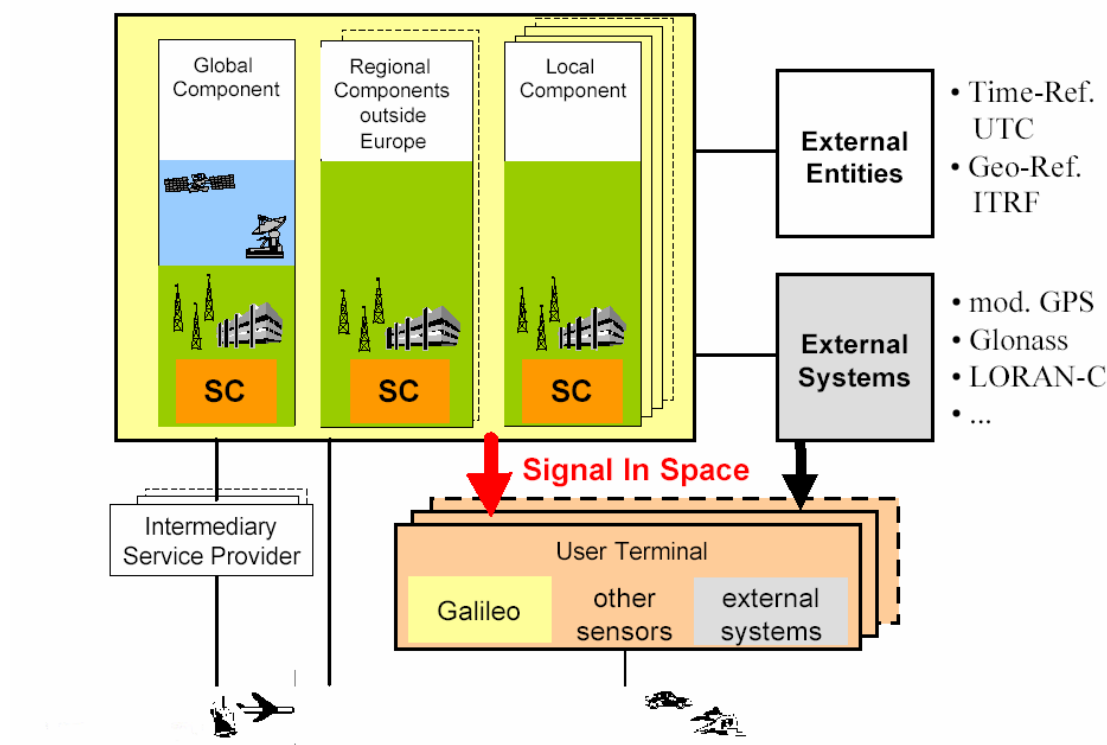 Global
Component
Regional
Components
outside
Europe
Local
Component
SC
SC
SC
External
Entities
• Time-Ref.
UTC
• Geo-Ref.
ITRF
External
Systems
• mod. GPS
• Glonass
• LORAN-C
• ...
Signal In Space
Intermediary
Service Provider
User Terminal
Galileo
other
sensors
external
systems